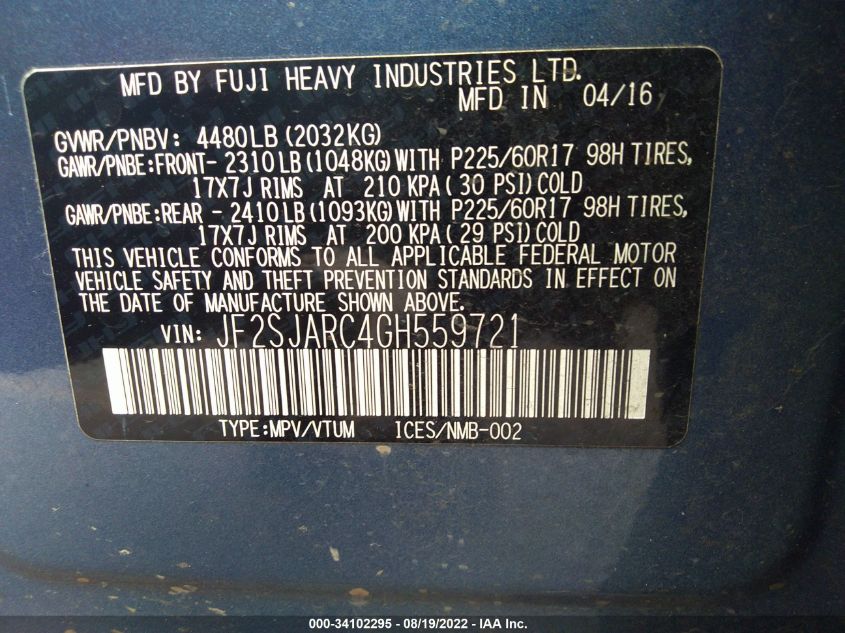 MFD BY FUJI HEAVY INDUSTRIES LTD.
MFD IN 04/16
GVWR/PNBV: 4480LB(2032KG)
GAWR/PNBE:FRONT- 2310LB(1048KG)WITH P225/60R17 98H TIRES,
17X7J RIMS AT 210 KPA( 30 PSI)COLD
GAWR/PNBE:REAR - 2410LB(1093KG)WITH P225/60R17 98H TIRES,
17X7J RIMS AT 200 KPA( 29 PSI)COLD
THIS VEHICLE CONFORMS TO ALL APPLICABLE FEDERAL MOTOR
VEHICLE SAFETY AND THEFT PREVENTION STANDARDS IN EFFECT ON
THE DATE OF MANUFACTURE SHOWN ABOVE.
VIN: JF2SJARC4GH559721
TYPE:MPV/VTUM ICES/NMB-002
000-34102295 - 08/19/2022 - IAA Inc.